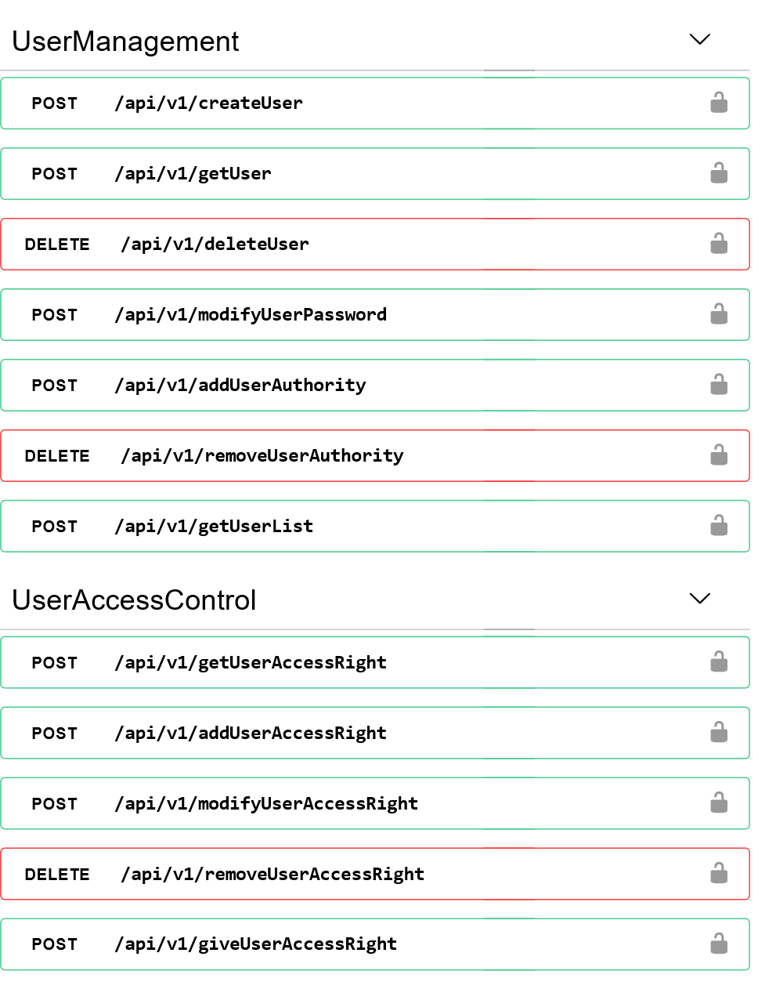 UserManagement
POST /api/v1/createUser
POST /api/v1/getUser
DELETE /api/v1/deleteUser
POST /api/v1/modifyUserPassword
POST /api/v1/addUserAuthority
DELETE /api/v1/removeUserAuthority
POST /api/v1/getUserList
UserAccessControl
POST /api/v1/getUserAccessRight
POST /api/v1/addUserAccessRight
POST /api/v1/modifyUserAccessRight
DELETE /api/v1/removeUserAccessRight
POST /api/v1/giveUserAccessRight